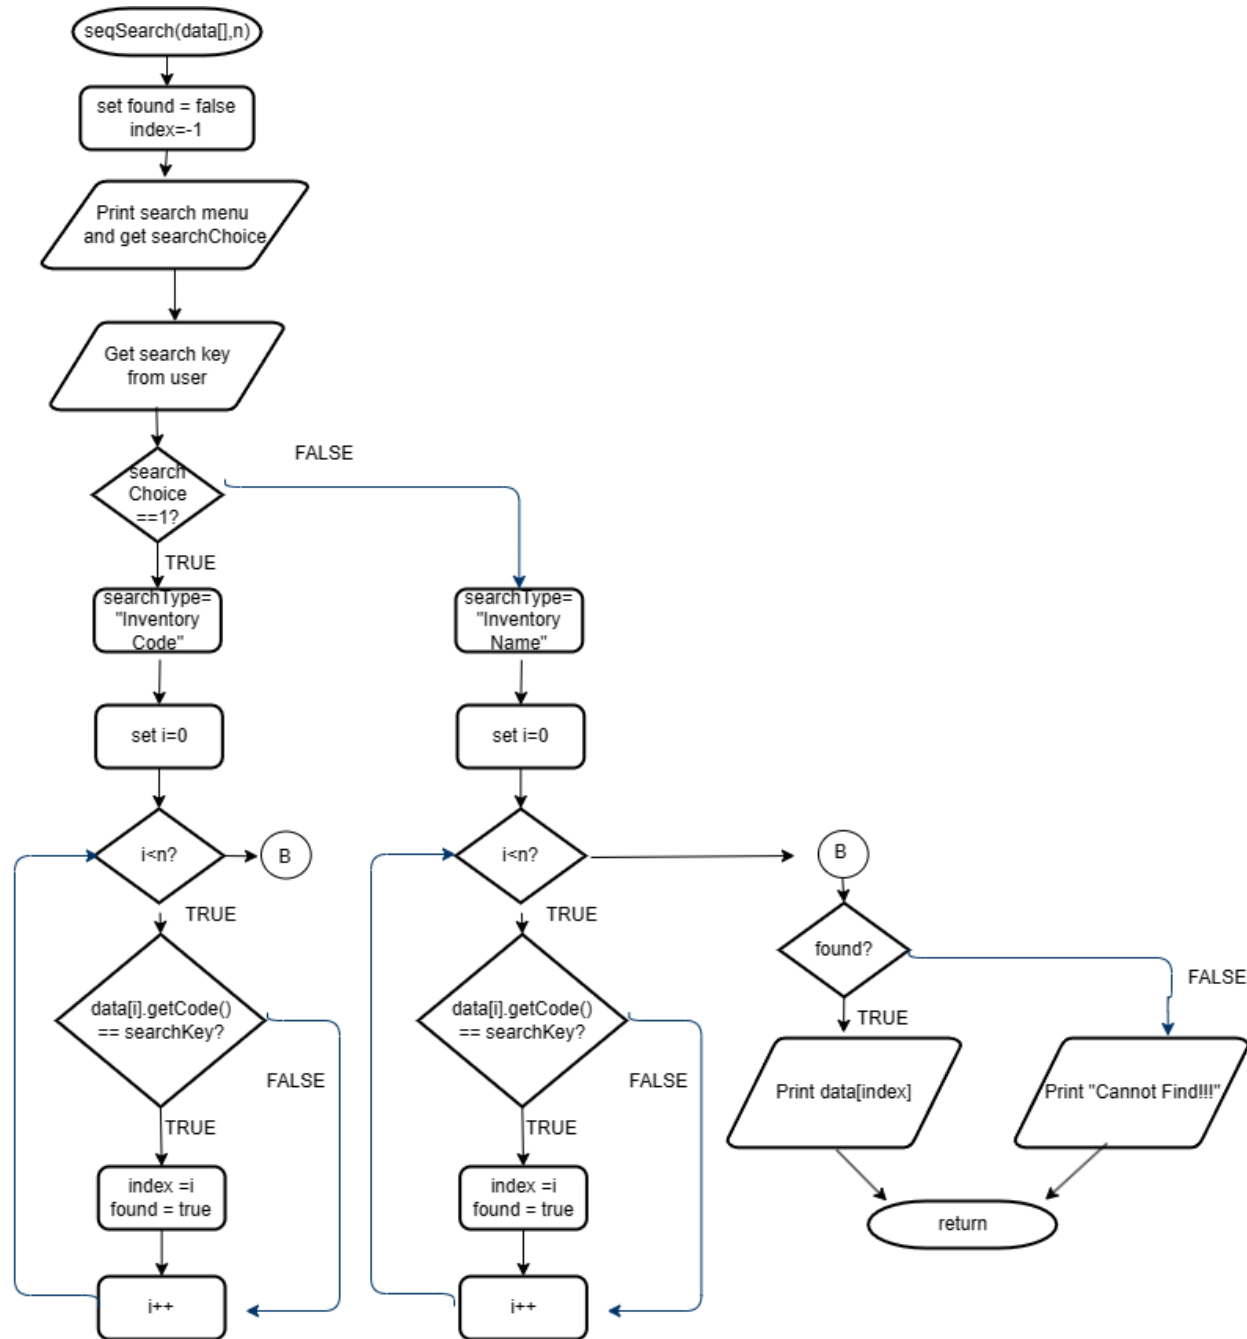 seqSearch(data[],n)
set found = false
index=-1
Print search menu
and get searchChoice
Get search key
from user
search
Choice
==1?
FALSE
TRUE
searchType=
"Inventory
Code"
set i=0
i<n?
B
TRUE
data[i].getCode()
== searchKey?
FALSE
TRUE
index =i
found = true
i++
searchType=
"Inventory
Name"
set i=0
i<n?
TRUE
data[i].getCode()
== searchKey?
FALSE
TRUE
index =i
found = true
i++
B
found?
FALSE
TRUE
Print data[index]
Print "Cannot Find!!!"
return